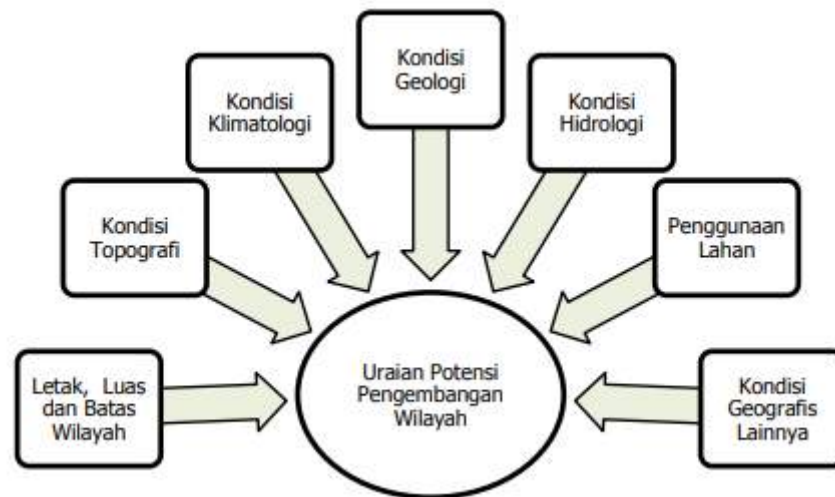 Kondisi
Geologi
Kondisi
Klimatologi
Kondisi
Hidrologi
Kondisi
Topografi
Penggunaan
Lahan
Letak, Luas
dan Batas
Wilayah
Uraian Potensi
Pengembangan
Wilayah
Kondisi
Geografis
Lainnya